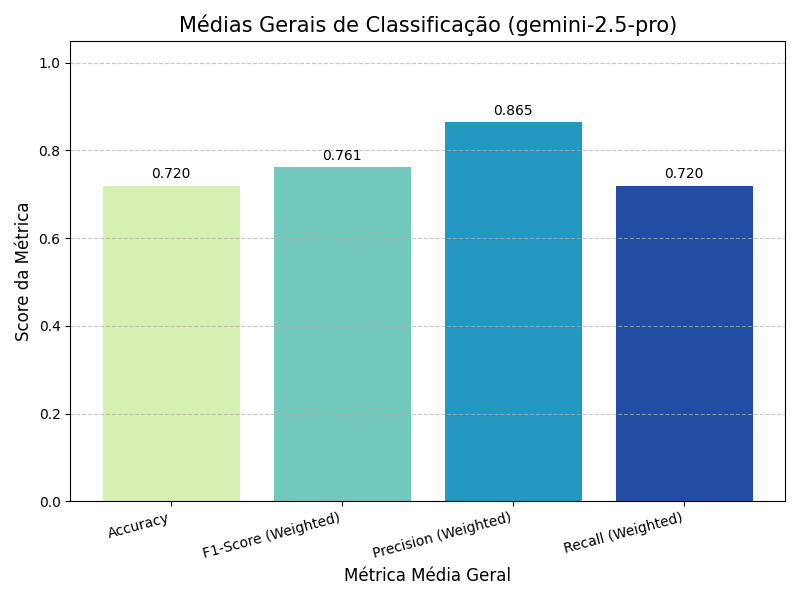 Médias Gerais de Classificação (gemini-2.5-pro)
Score da Métrica
1.0
0.8
0.6
0.4
0.2
0.0
0.720
0.761
0.865
0.720
Accuracy
F1-Score (Weighted)
Precision (Weighted)
Recall (Weighted)
Métrica Média Geral